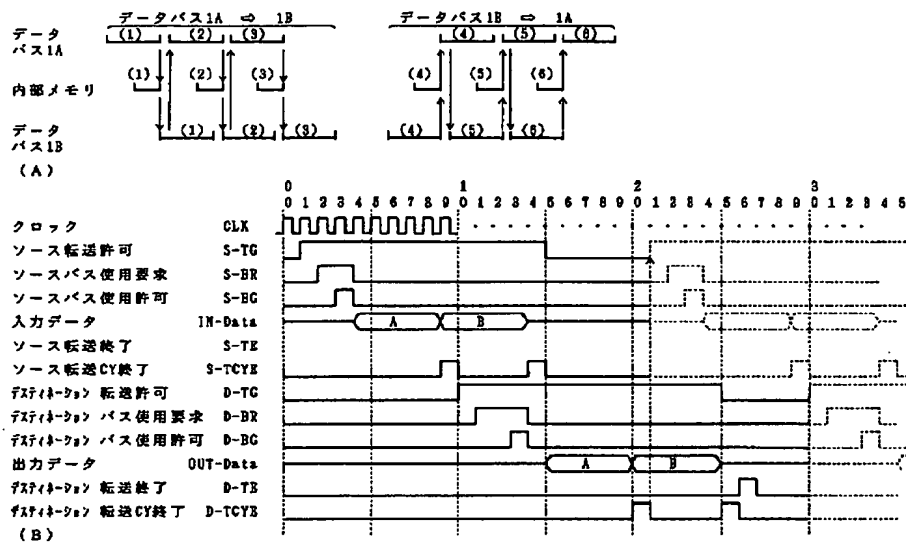 データバス1A ⇨ 1B データバス1B ⇨ 1A
データバス1A (1) (2) (3) (4) (5) (6)
内部メモリ (1) (2) (3) (4) (5) (6)
データバス1B (1) (2) (3) (4) (5) (6)
(A)
0 1 2 3
0 1 2 3 4 5 6 7 8 9 0 1 2 3 4 5 6 7 8 9 0 1 2 3 4 5 6 7 8 9 0 1 2 3 4 5
クロック CLK
ソース転送許可 S-TG
ソースバス使用要求 S-BR
ソースバス使用許可 S-BG
入力データ IN-Data A B
ソース転送終了 S-TE
ソース転送CY終了 S-TCYE
デスティネーション 転送許可 D-TG
デスティネーション バス使用要求 D-BR
デスティネーション バス使用許可 D-BG
出力データ OUT-Data A B
デスティネーション 転送終了 D-TE
デスティネーション 転送CY終了 D-TCYE
(B)